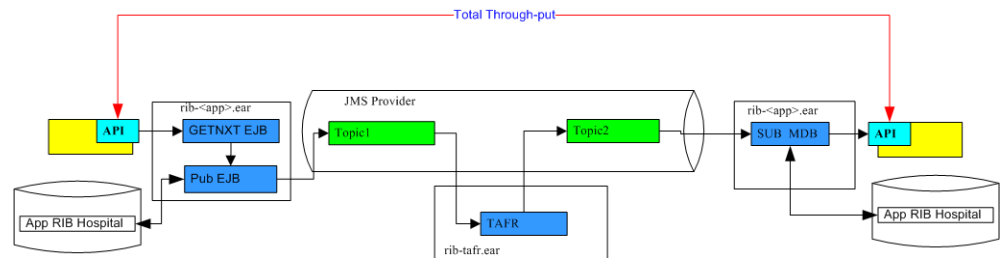 Total Through-put
rib-<app>.ear
JMS Provider
rib-<app>.ear
API
GETNXT EJB
Topic1
Topic2
SUB MDB
API
Pub EJB
App RIB Hospital
TAFR
App RIB Hospital
rib-tafr.ear